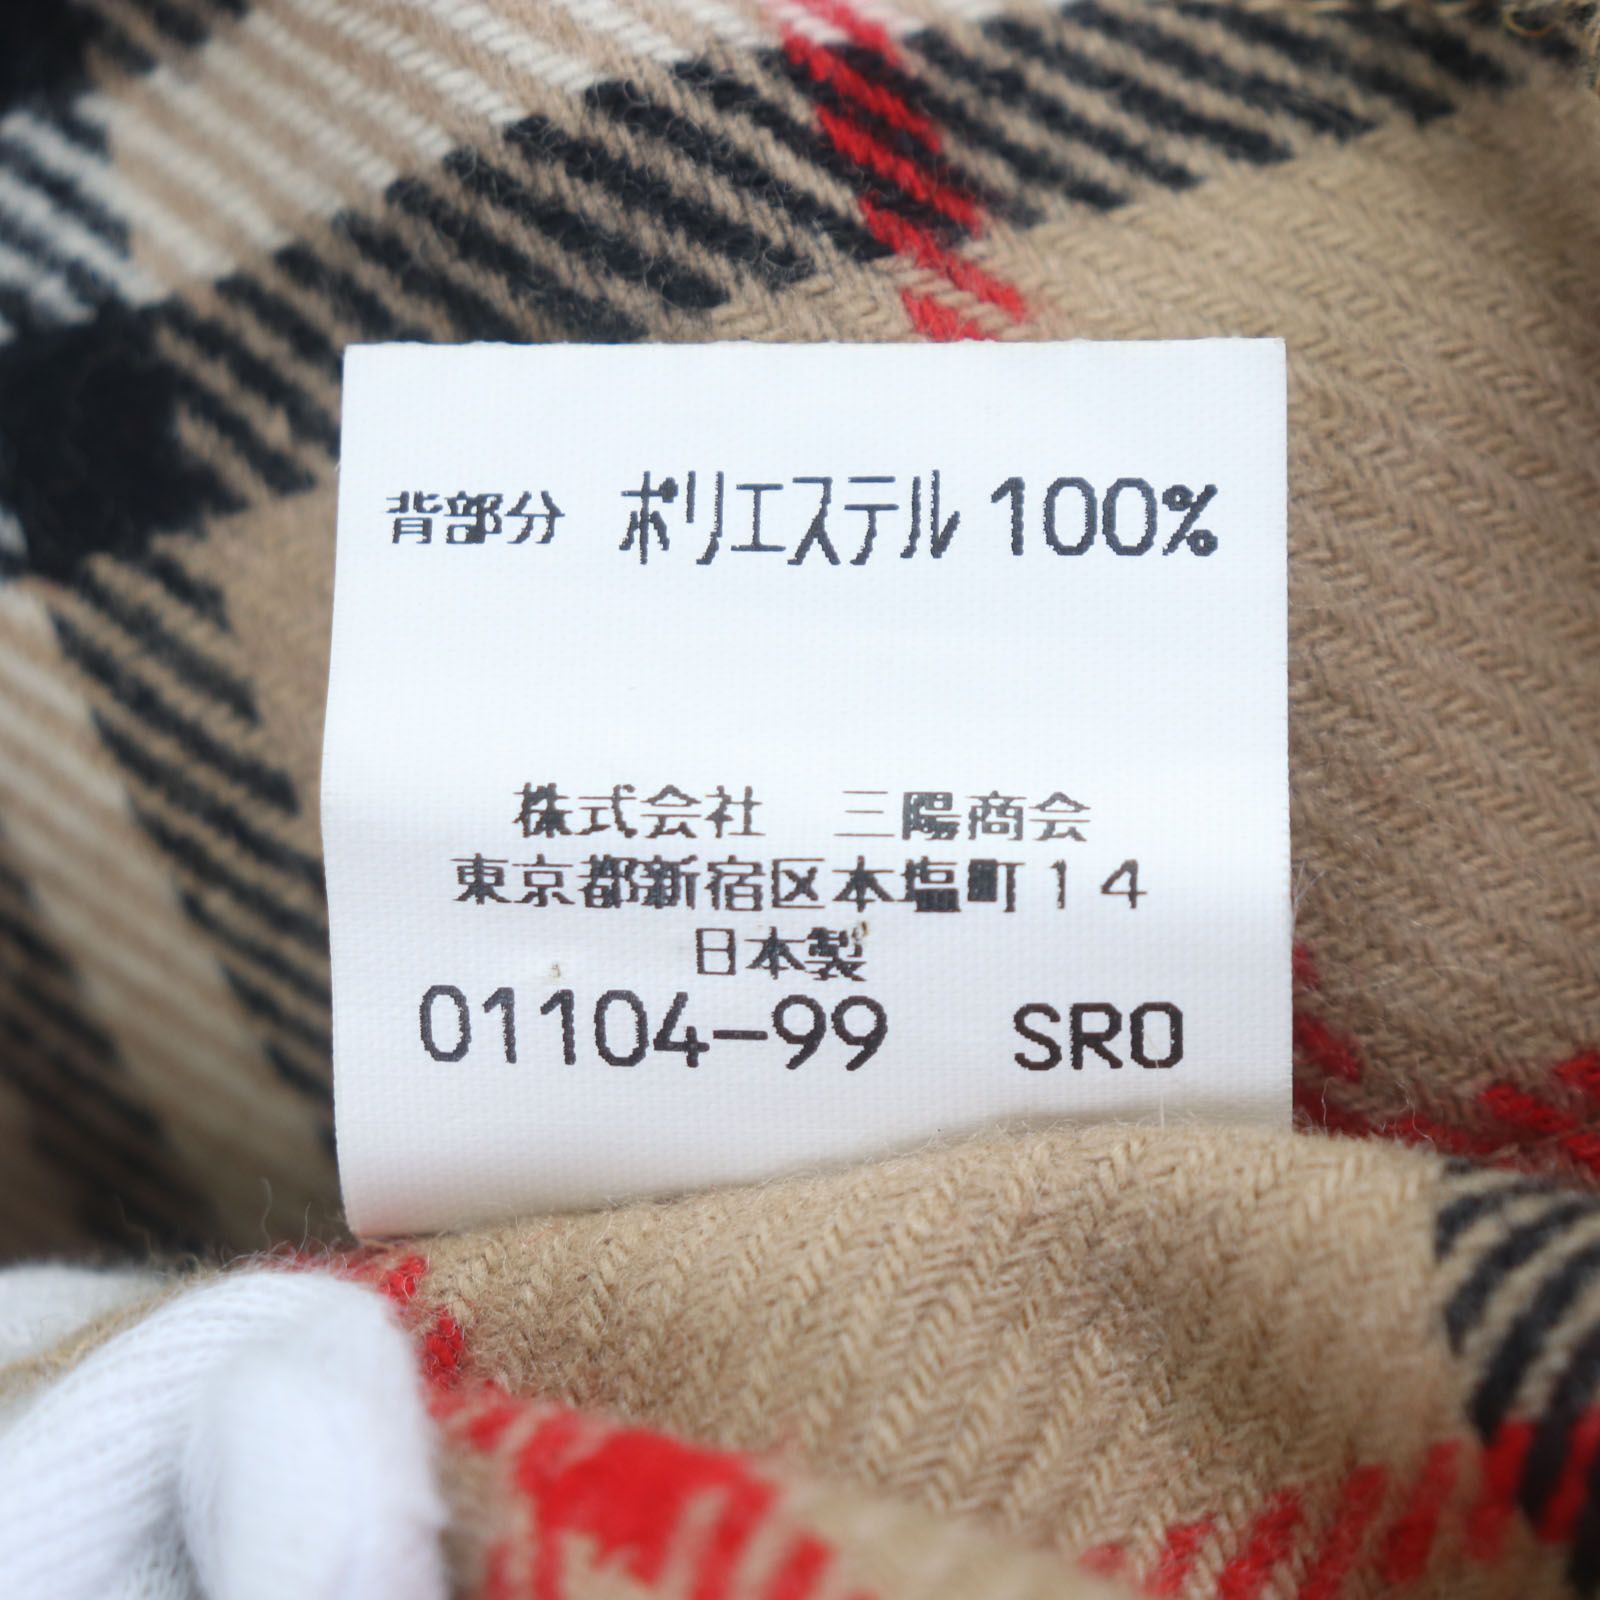 背部分 ポリエステル 100%
株式会社 三陽商会
東京都新宿区本塩町14
日本製
01104-99 SRO